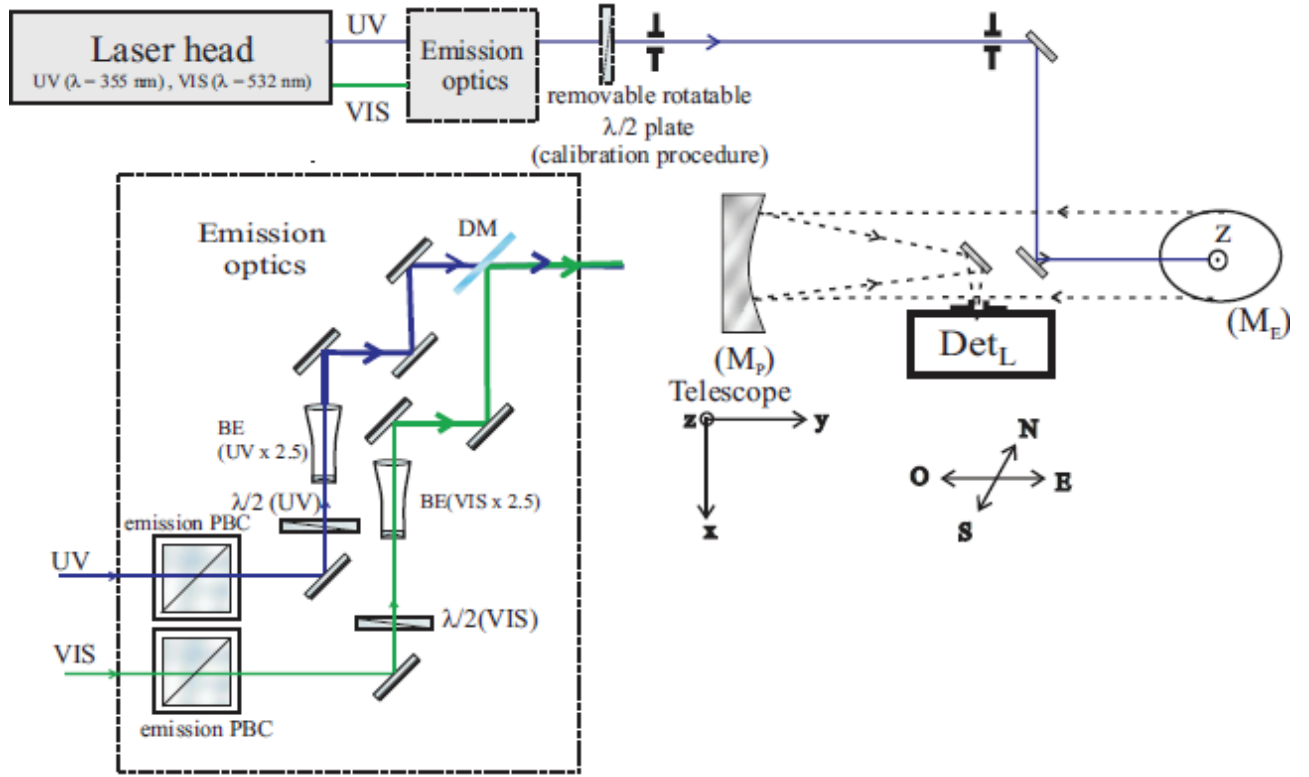 UV
Laser head
UV (λ = 355 nm) , VIS (λ = 532 nm)
VIS
Emission
optics
removable rotatable
λ/2 plate
(calibration procedure)
Emission
optics
DM
BE
(UV x 2.5)
BE(VIS x 2.5)
λ/2 (UV)
emission PBC
UV
λ/2(VIS)
VIS
emission PBC
(Mₚ)
Telescope
Det_L
Z
(M_E)
z
y
x
N
O
E
S